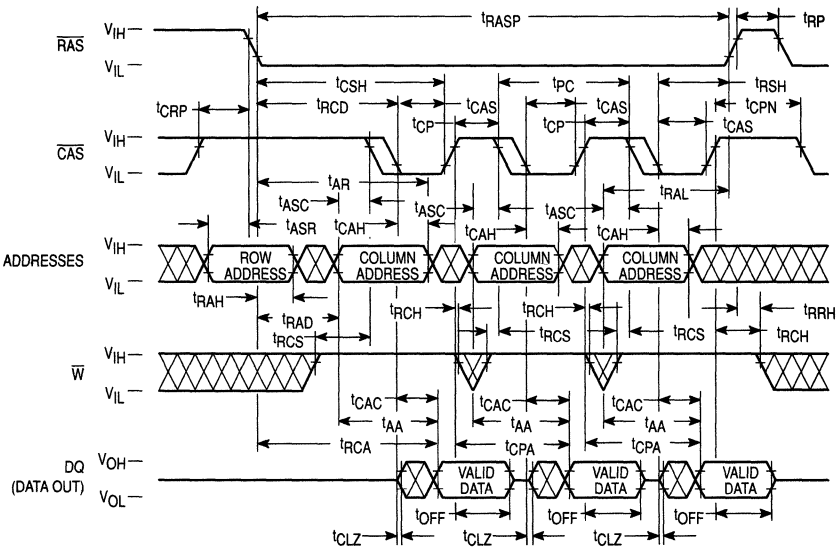 tRASP tRP
RAS VIH
VIL
tCSH tPC tRSH
tCRP tRCD tCAS tCAS tCPN
tCP tCP tCAS
CAS VIH
VIL
tAR tRAL
tASC tASC tASC
tASR tCAH tCAH tCAH
ADDRESSES VIH
VIL
ROW ADDRESS COLUMN ADDRESS COLUMN ADDRESS COLUMN ADDRESS
tRAH tRCH tRCH tRRH
tRAD
tRCS tRCS tRCS tRCH
W VIH
VIL
tCAC tCAC tCAC
tAA tAA tAA
tRCA tCPA tCPA
DQ (DATA OUT) VOH
VOL
VALID DATA VALID DATA VALID DATA
tOFF tOFF tOFF
tCLZ tCLZ tCLZ